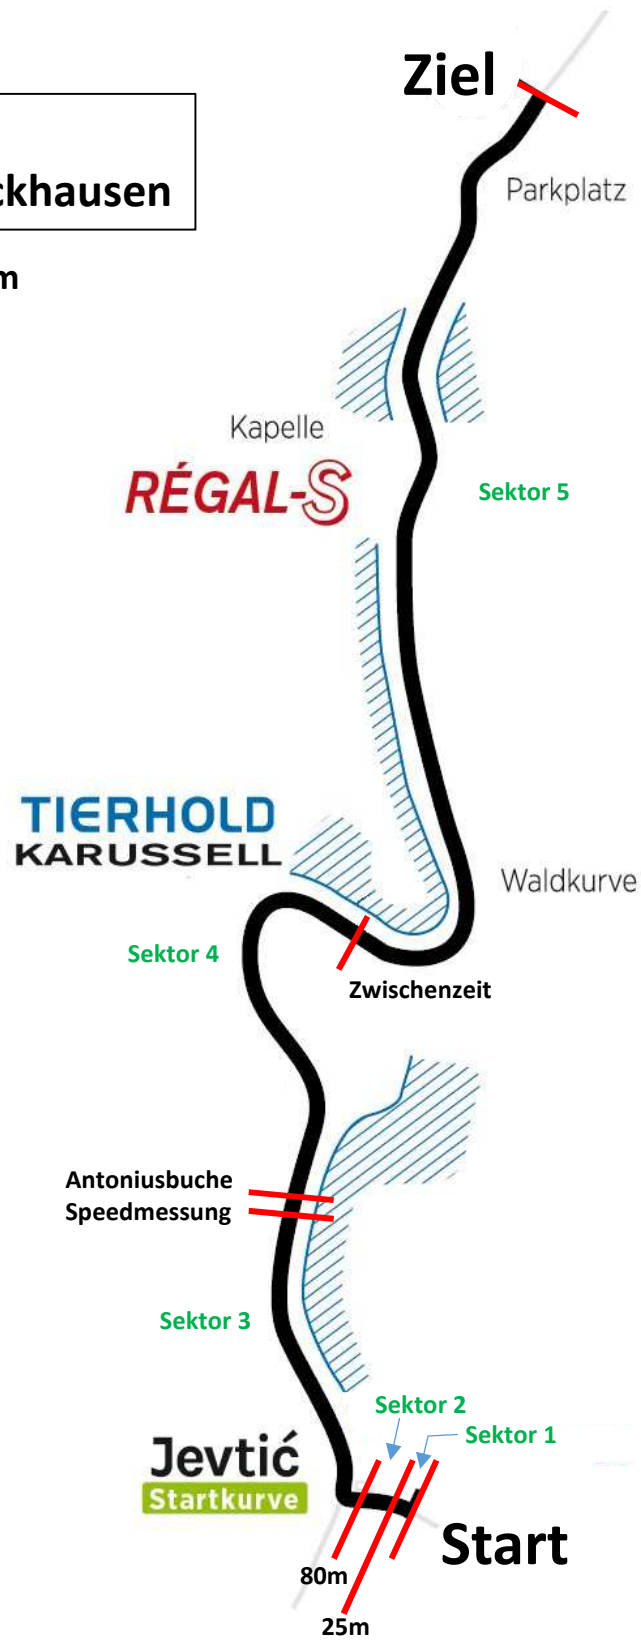 Ziel
ckhausen
Parkplatz
m
Kapelle
RÉGAL-S
Sektor 5
TIERHOLD
KARUSSELL
Waldkurve
Sektor 4
Zwischenzeit
Antoniusbuche
Speedmessung
Sektor 3
Sektor 2
Sektor 1
Jevtić
Startkurve
Start
80m
25m